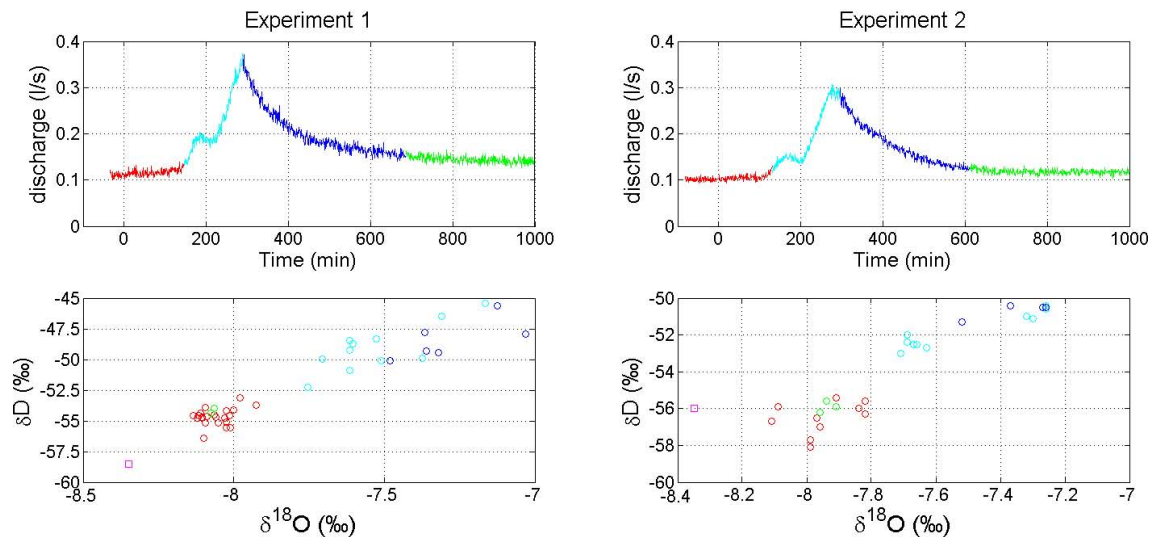 Experiment 1
0.4
0.3
0.2
0.1
0
discharge (l/s)
0 200 400 600 800 1000
Time (min)
Experiment 2
0.4
0.3
0.2
0.1
0
discharge (l/s)
0 200 400 600 800 1000
Time (min)
-45
-47.5
-50
-52.5
-55
-57.5
-60
δD (‰)
-8.5 -8 -7.5 -7
δ18O (‰)
-50
-52
-54
-56
-58
-60
δD (‰)
-8.4 -8.2 -8 -7.8 -7.6 -7.4 -7.2 -7
δ18O (‰)